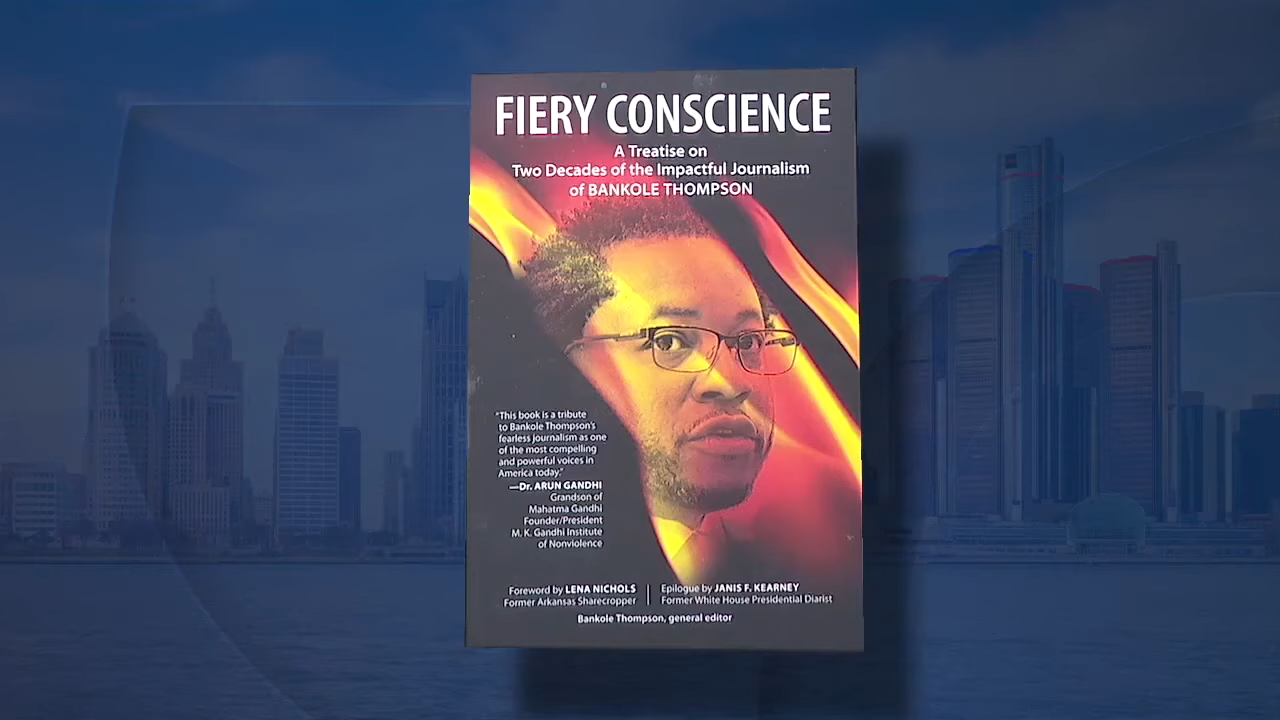 FIERY CONSCIENCE
A Treatise on
Two Decades of the Impactful Journalism
of BANKOLE THOMPSON
"This book is a tribute
to Bankole Thompson's
fearless journalism as one
of the most compelling
and powerful voices in
America today."
—Dr. ARUN GANDHI
Grandson of
Mahatma Gandhi
Founder/President
M. K. Gandhi Institute
of Nonviolence
Foreword by LENA NICHOLS
Former Arkansas Sharecropper
Epilogue by JANIS F. KEARNEY
Former White House Presidential Diarist
Bankole Thompson, general editor